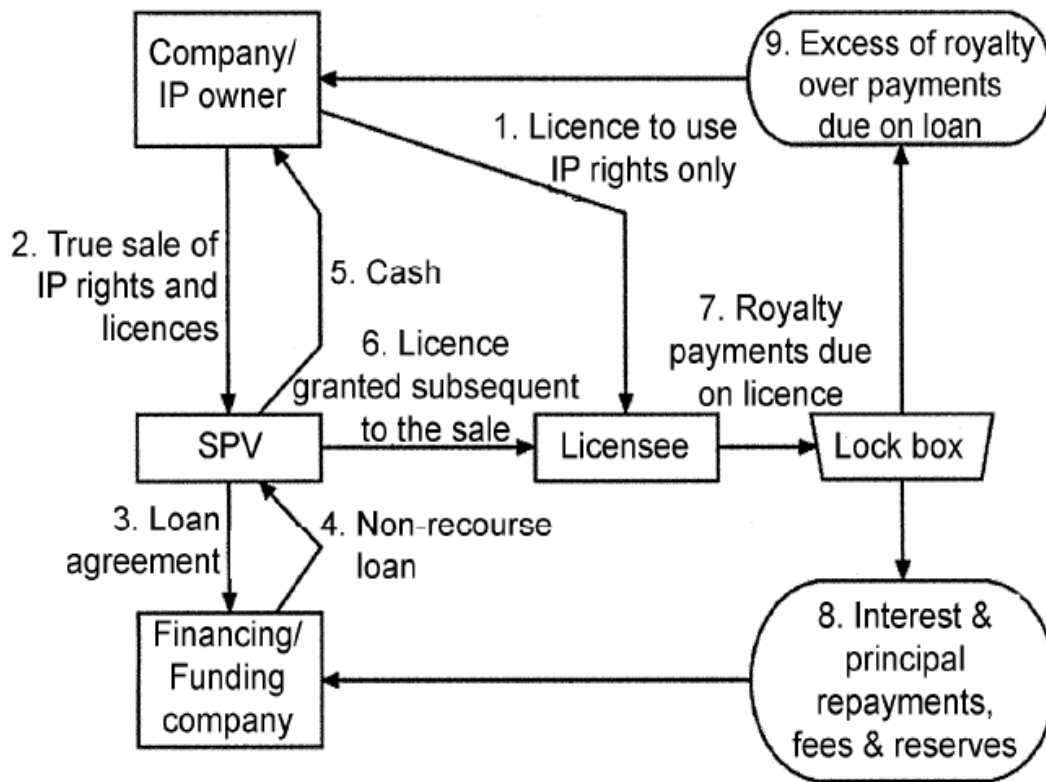 Company/
IP owner
9. Excess of royalty
over payments
due on loan
1. Licence to use
IP rights only
2. True sale of
IP rights and
licences
5. Cash
6. Licence
granted subsequent
to the sale
7. Royalty
payments due
on licence
SPV
Licensee
Lock box
3. Loan
agreement
4. Non-recourse
loan
Financing/
Funding
company
8. Interest &
principal
repayments,
fees & reserves